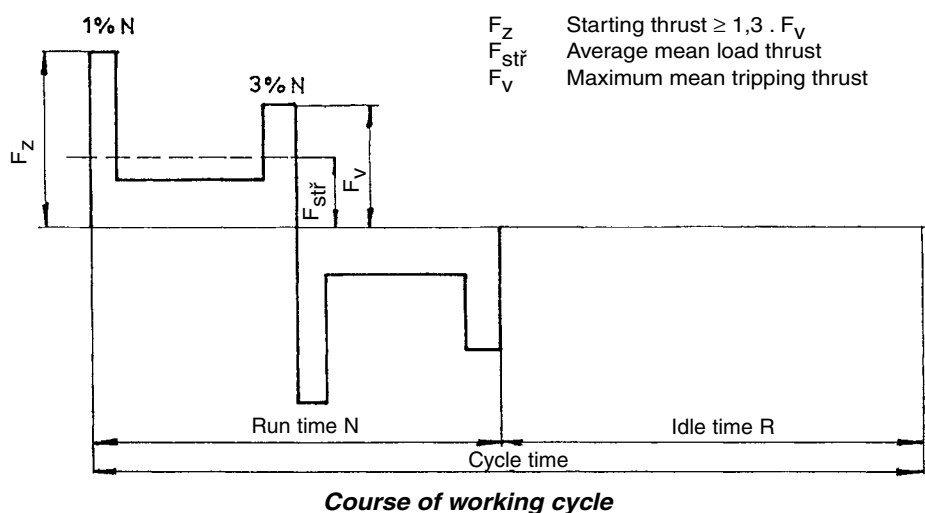 1% N
3% N
F_z Starting thrust ≥ 1,3 . F_v
F_stř Average mean load thrust
F_v Maximum mean tripping thrust
F_z
F_stř
F_v
Run time N
Idle time R
Cycle time
Course of working cycle